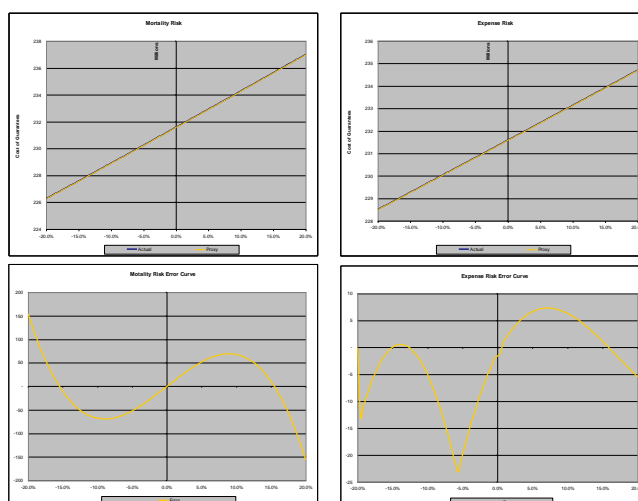 Mortality Risk
Millions
238
236
234
232
230
228
226
224
Cost of Guarantees
-20.0% -15.0% -10.0% -5.0% 0.0% 5.0% 10.0% 15.0% 20.0%
Actual Proxy
Expense Risk
Millions
236
235
234
233
232
231
230
229
228
Cost of Guarantees
-20.0% -15.0% -10.0% -5.0% 0.0% 5.0% 10.0% 15.0% 20.0%
Actual Proxy
Motality Risk Error Curve
200
150
100
50
-
-50
-100
-150
-200
-20.0% -15.0% -10.0% -5.0% 0.0% 5.0% 10.0% 15.0% 20.0%
Error
Expense Risk Error Curve
10
5
-
-5
-10
-15
-20
-25
-20.0% -15.0% -10.0% -5.0% 0.0% 5.0% 10.0% 15.0% 20.0%